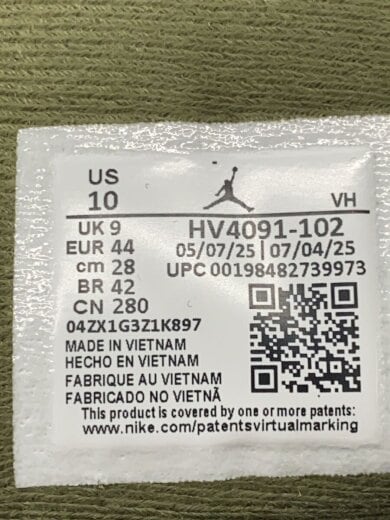 US
10
VH
UK 9
HV4091-102
EUR 44
05/07/25 | 07/04/25
cm 28
UPC 00198482739973
BR 42
CN 280
04ZX1G3Z1K897
MADE IN VIETNAM
HECHO EN VIETNAM
FABRIQUE AU VIETNAM
FABRICADO NO VIETNÃ
This product is covered by one or more patents:
www.nike.com/patentsvirtualmarking